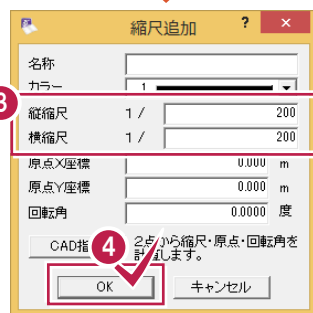 縮尺追加 ? ×
名称
カラー 1
3
縦縮尺 1 / 200
横縮尺 1 / 200
原点X座標 0.000 m
原点Y座標 0.000 m
回転角 0.0000 度
CAD指 2点から縮尺・原点・回転角を
計算します。
4
OK キャンセル